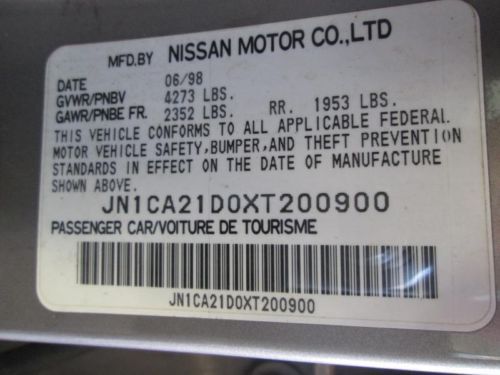 MFD.BY NISSAN MOTOR CO.,LTD
DATE 06/98
GVWR/PNBV 4273 LBS.
GAWR/PNBE FR. 2352 LBS. RR. 1953 LBS.
THIS VEHICLE CONFORMS TO ALL APPLICABLE FEDERAL
MOTOR VEHICLE SAFETY, BUMPER, AND THEFT PREVENTION
STANDARDS IN EFFECT ON THE DATE OF MANUFACTURE
SHOWN ABOVE.
JN1CA21D0XT200900
PASSENGER CAR/VOITURE DE TOURISME
JN1CA21D0XT200900